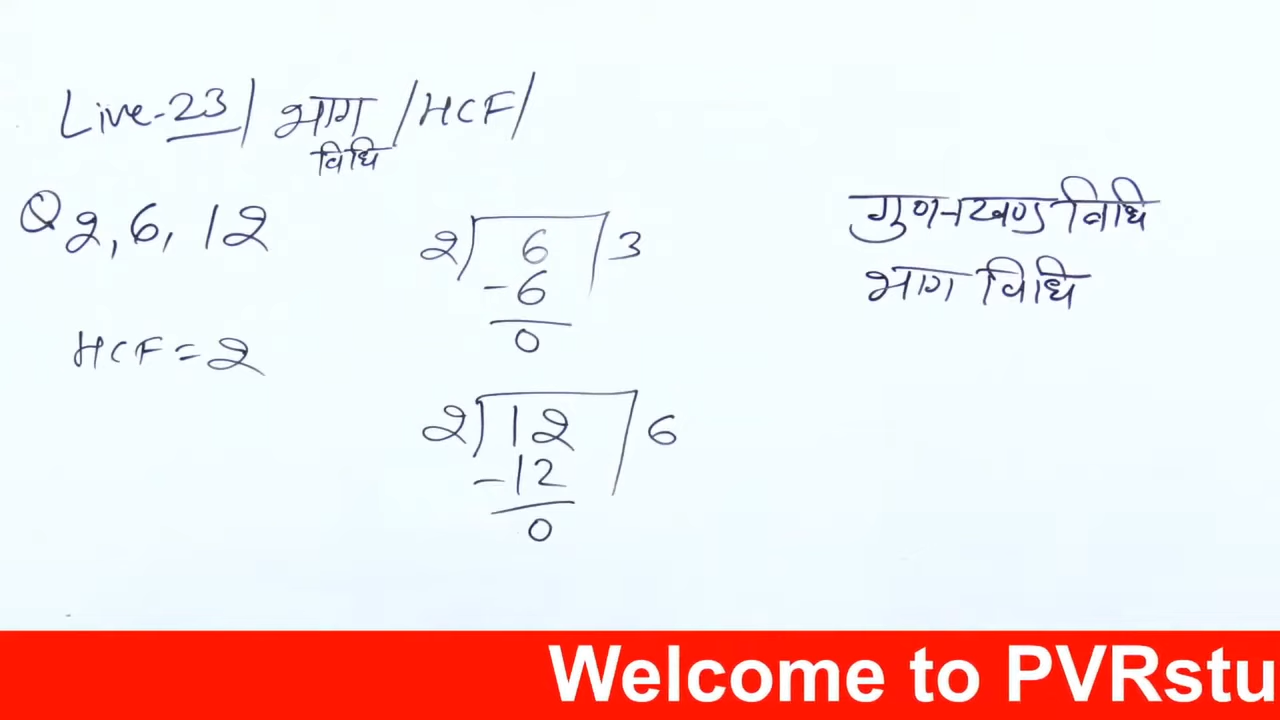 Live-23 / भाग / HCF /
विधि
Q 2, 6, 12
HCF = 2
2 ) 6 / 3
-6
0
2 ) 12 / 6
-12
0
गुणनखण्ड विधि
भाग विधि
Welcome to PVRstu